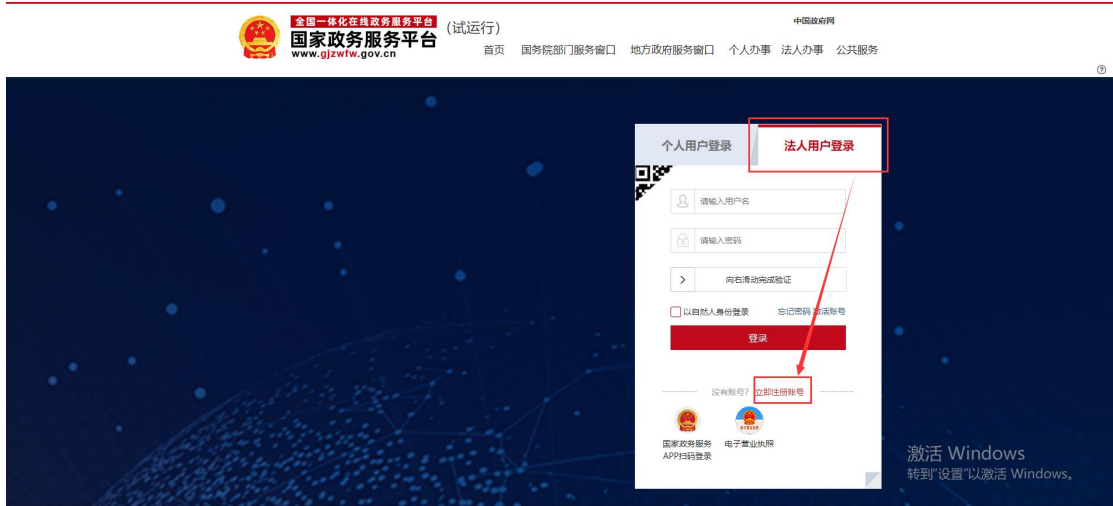 全国一体化在线政务服务平台
国家政务服务平台
www.gjzwfw.gov.cn
(试运行)
中国政府网
首页 国务院部门服务窗口 地方政府服务窗口 个人办事 法人办事 公共服务
个人用户登录 法人用户登录
请输入用户名
请输入密码
向右滑动完成验证
以自然人身份登录 忘记密码 激活账号
登录
没有账号? 立即注册账号
国家政务服务
APP扫码登录
电子营业执照
激活 Windows
转到"设置"以激活 Windows。